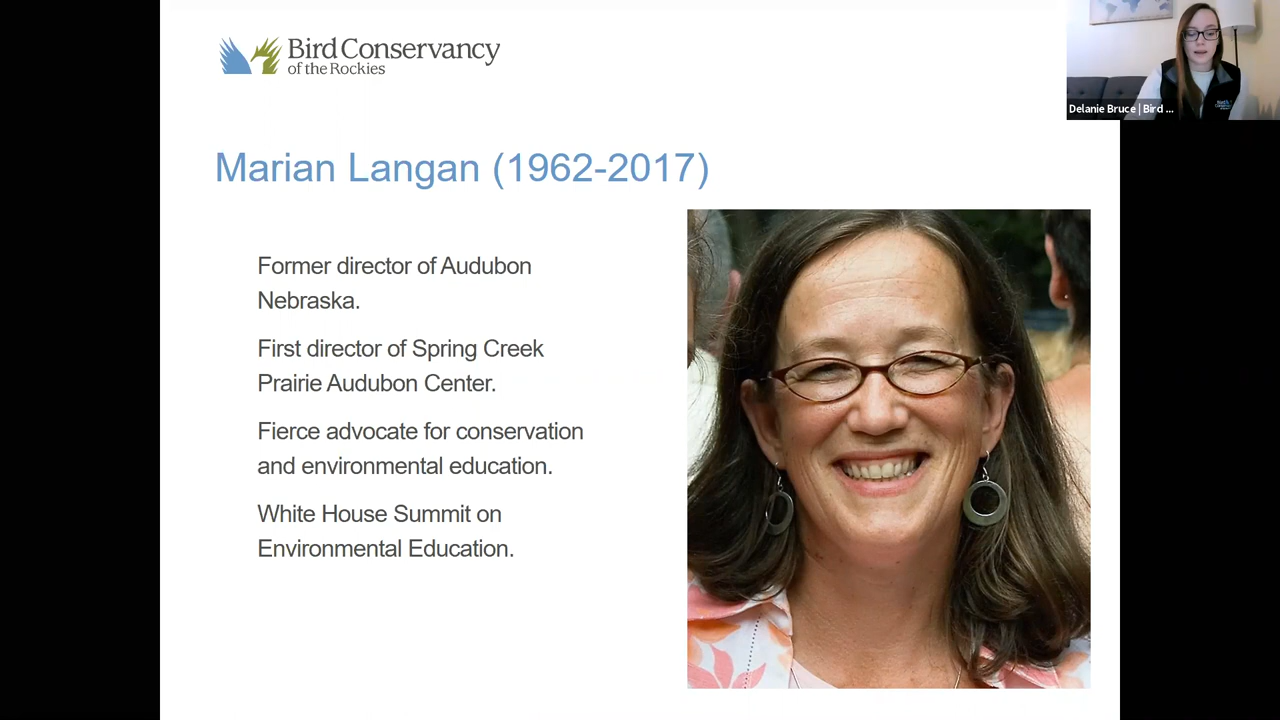 Bird Conservancy
of the Rockies
Delanie Bruce | Bird ...
Marian Langan (1962-2017)
Former director of Audubon
Nebraska.
First director of Spring Creek
Prairie Audubon Center.
Fierce advocate for conservation
and environmental education.
White House Summit on
Environmental Education.